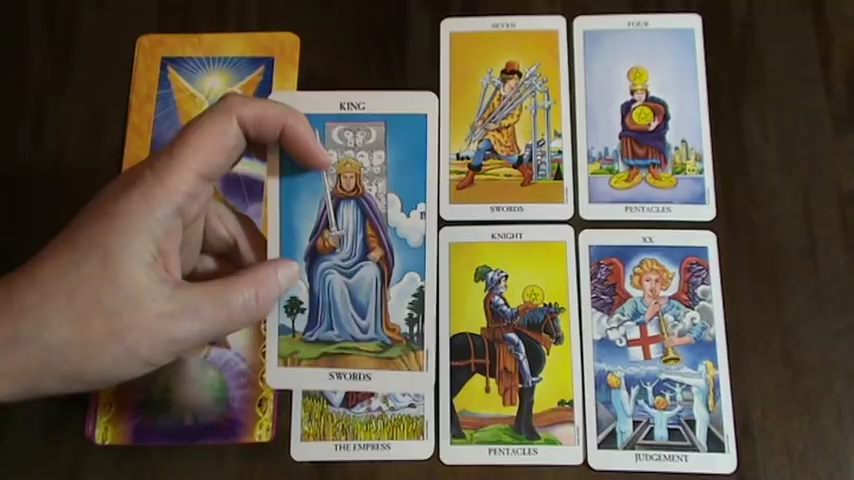 KING
SWORDS
THE EMPRESS
SEVEN
SWORDS
FOUR
PENTACLES
KNIGHT
PENTACLES
XX
JUDGEMENT